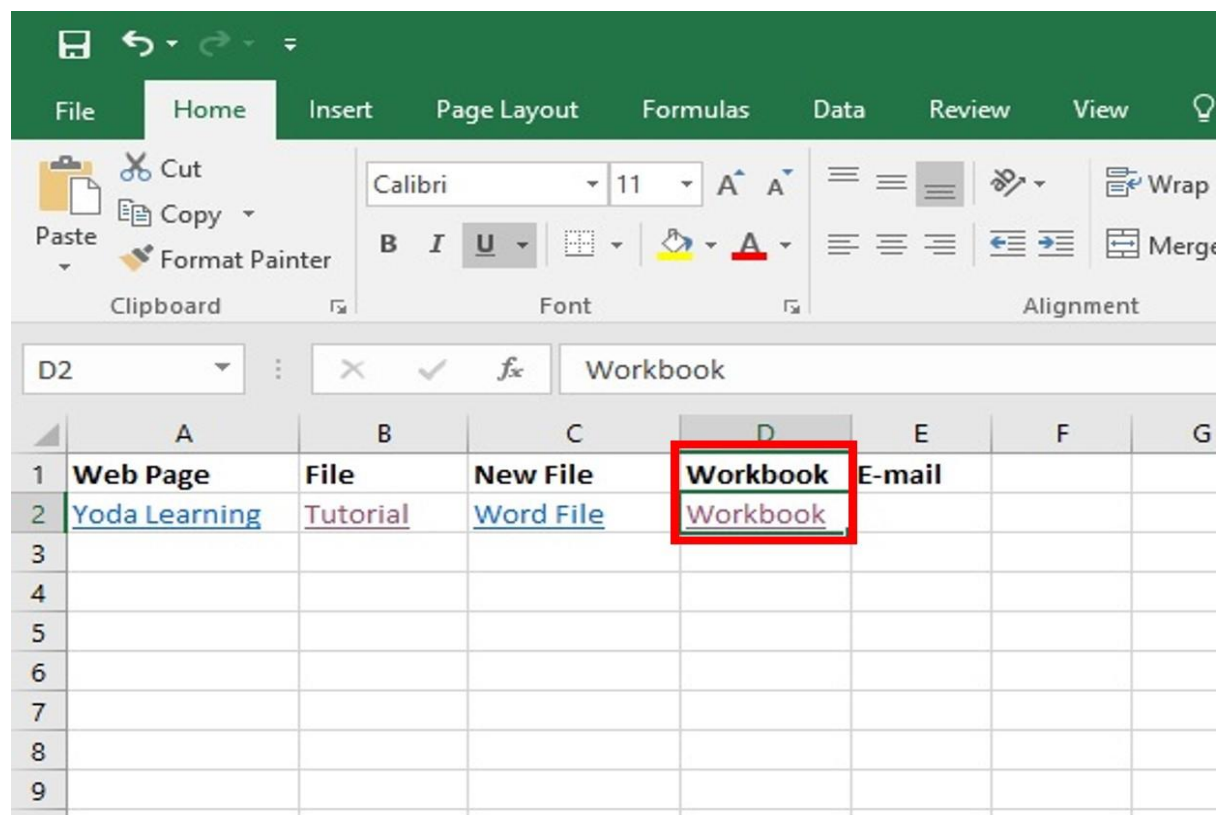 File Home Insert Page Layout Formulas Data Review View
Cut
Copy
Paste
Format Painter
Calibri 11 A A
B I U A
Wrap
Merge
Clipboard Font Alignment
D2 fx Workbook
A B C D E F G
1 Web Page File New File Workbook E-mail
2 Yoda Learning Tutorial Word File Workbook
3
4
5
6
7
8
9